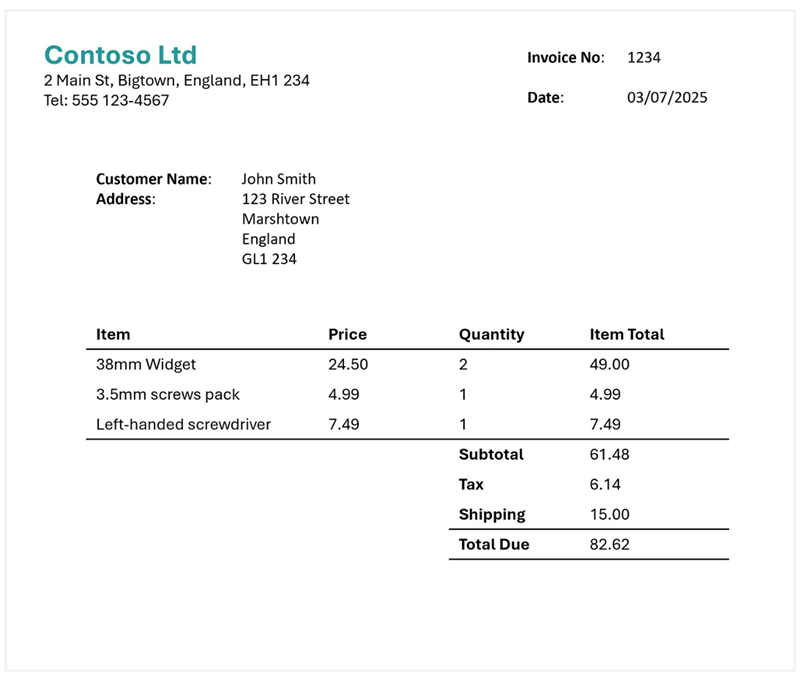 Contoso Ltd
2 Main St, Bigtown, England, EH1 234
Tel: 555 123-4567
Invoice No: 1234
Date: 03/07/2025
Customer Name: John Smith
Address: 123 River Street
Marshtown
England
GL1 234
Item Price Quantity Item Total
38mm Widget 24.50 2 49.00
3.5mm screws pack 4.99 1 4.99
Left-handed screwdriver 7.49 1 7.49
Subtotal 61.48
Tax 6.14
Shipping 15.00
Total Due 82.62